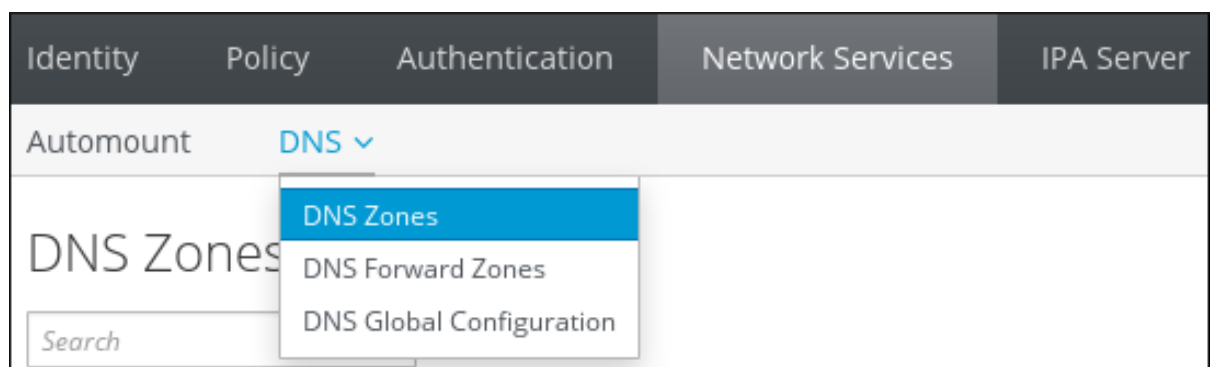 Identity Policy Authentication Network Services IPA Server
Automount DNS
DNS Zones
DNS Zones
DNS Forward Zones
DNS Global Configuration
Search